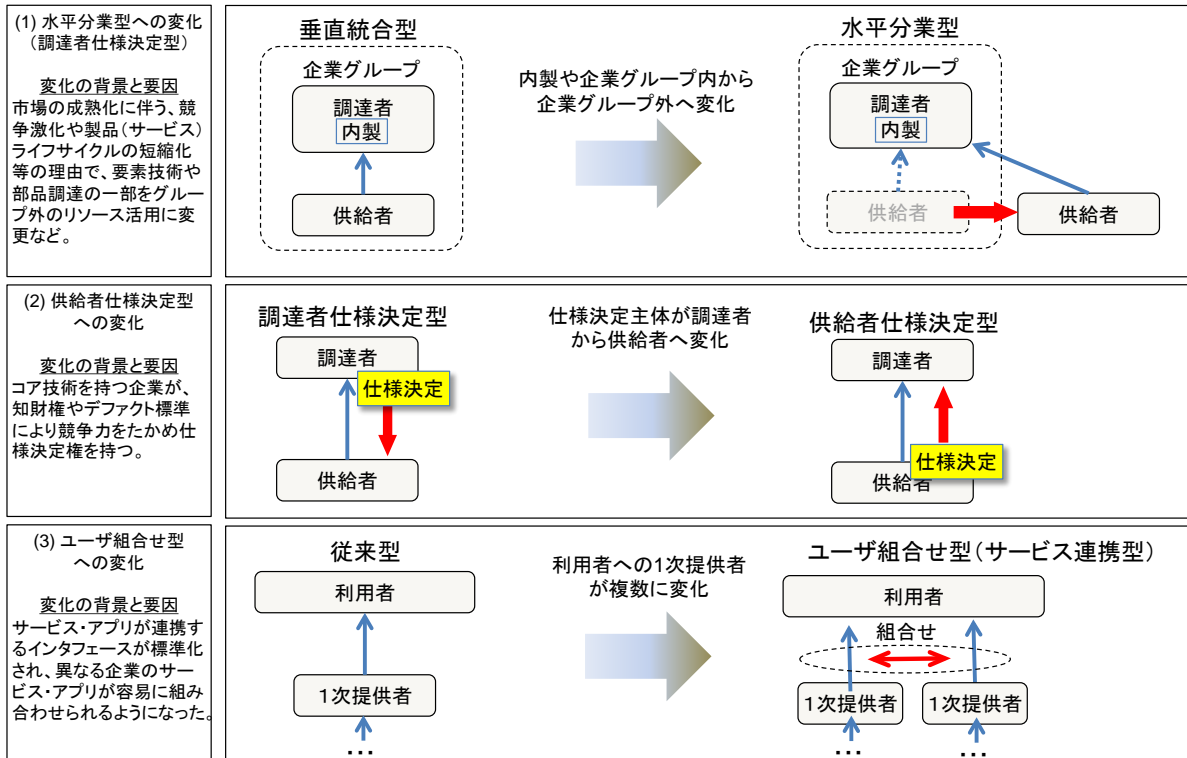 (1) 水平分業型への変化
(調達者仕様決定型)
変化の背景と要因
市場の成熟化に伴う、競
争激化や製品(サービス)
ライフサイクルの短縮化
等の理由で、要素技術や
部品調達の一部をグルー
プ外のリソース活用に変
更など。
垂直統合型
企業グループ
調達者
内製
供給者
内製や企業グループ内から
企業グループ外へ変化
水平分業型
企業グループ
調達者
内製
供給者
供給者
(2) 供給者仕様決定型
への変化
変化の背景と要因
コア技術を持つ企業が、
知財権やデファクト標準
により競争力をたかめ仕
様決定権を持つ。
調達者仕様決定型
調達者
仕様決定
供給者
仕様決定主体が調達者
から供給者へ変化
供給者仕様決定型
調達者
仕様決定
供給者
(3) ユーザ組合せ型
への変化
変化の背景と要因
サービス・アプリが連携す
るインタフェースが標準化
され、異なる企業のサー
ビス・アプリが容易に組み
合わせられるようになった。
従来型
利用者
1次提供者
…
利用者への1次提供者
が複数に変化
ユーザ組合せ型(サービス連携型)
利用者
組合せ
1次提供者
1次提供者
…
…